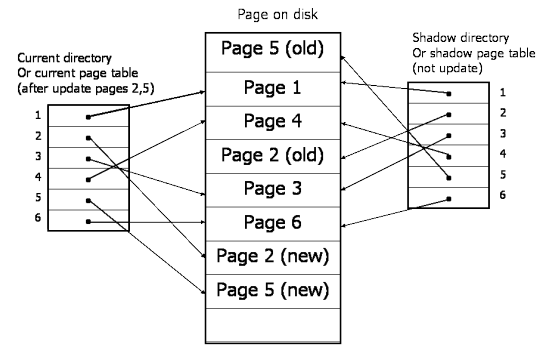 Page on disk
Current directory
Or current page table
(after update pages 2,5)
1
2
3
4
5
6
Page 5 (old)
Page 1
Page 4
Page 2 (old)
Page 3
Page 6
Page 2 (new)
Page 5 (new)
Shadow directory
Or shadow page table
(not update)
1
2
3
4
5
6